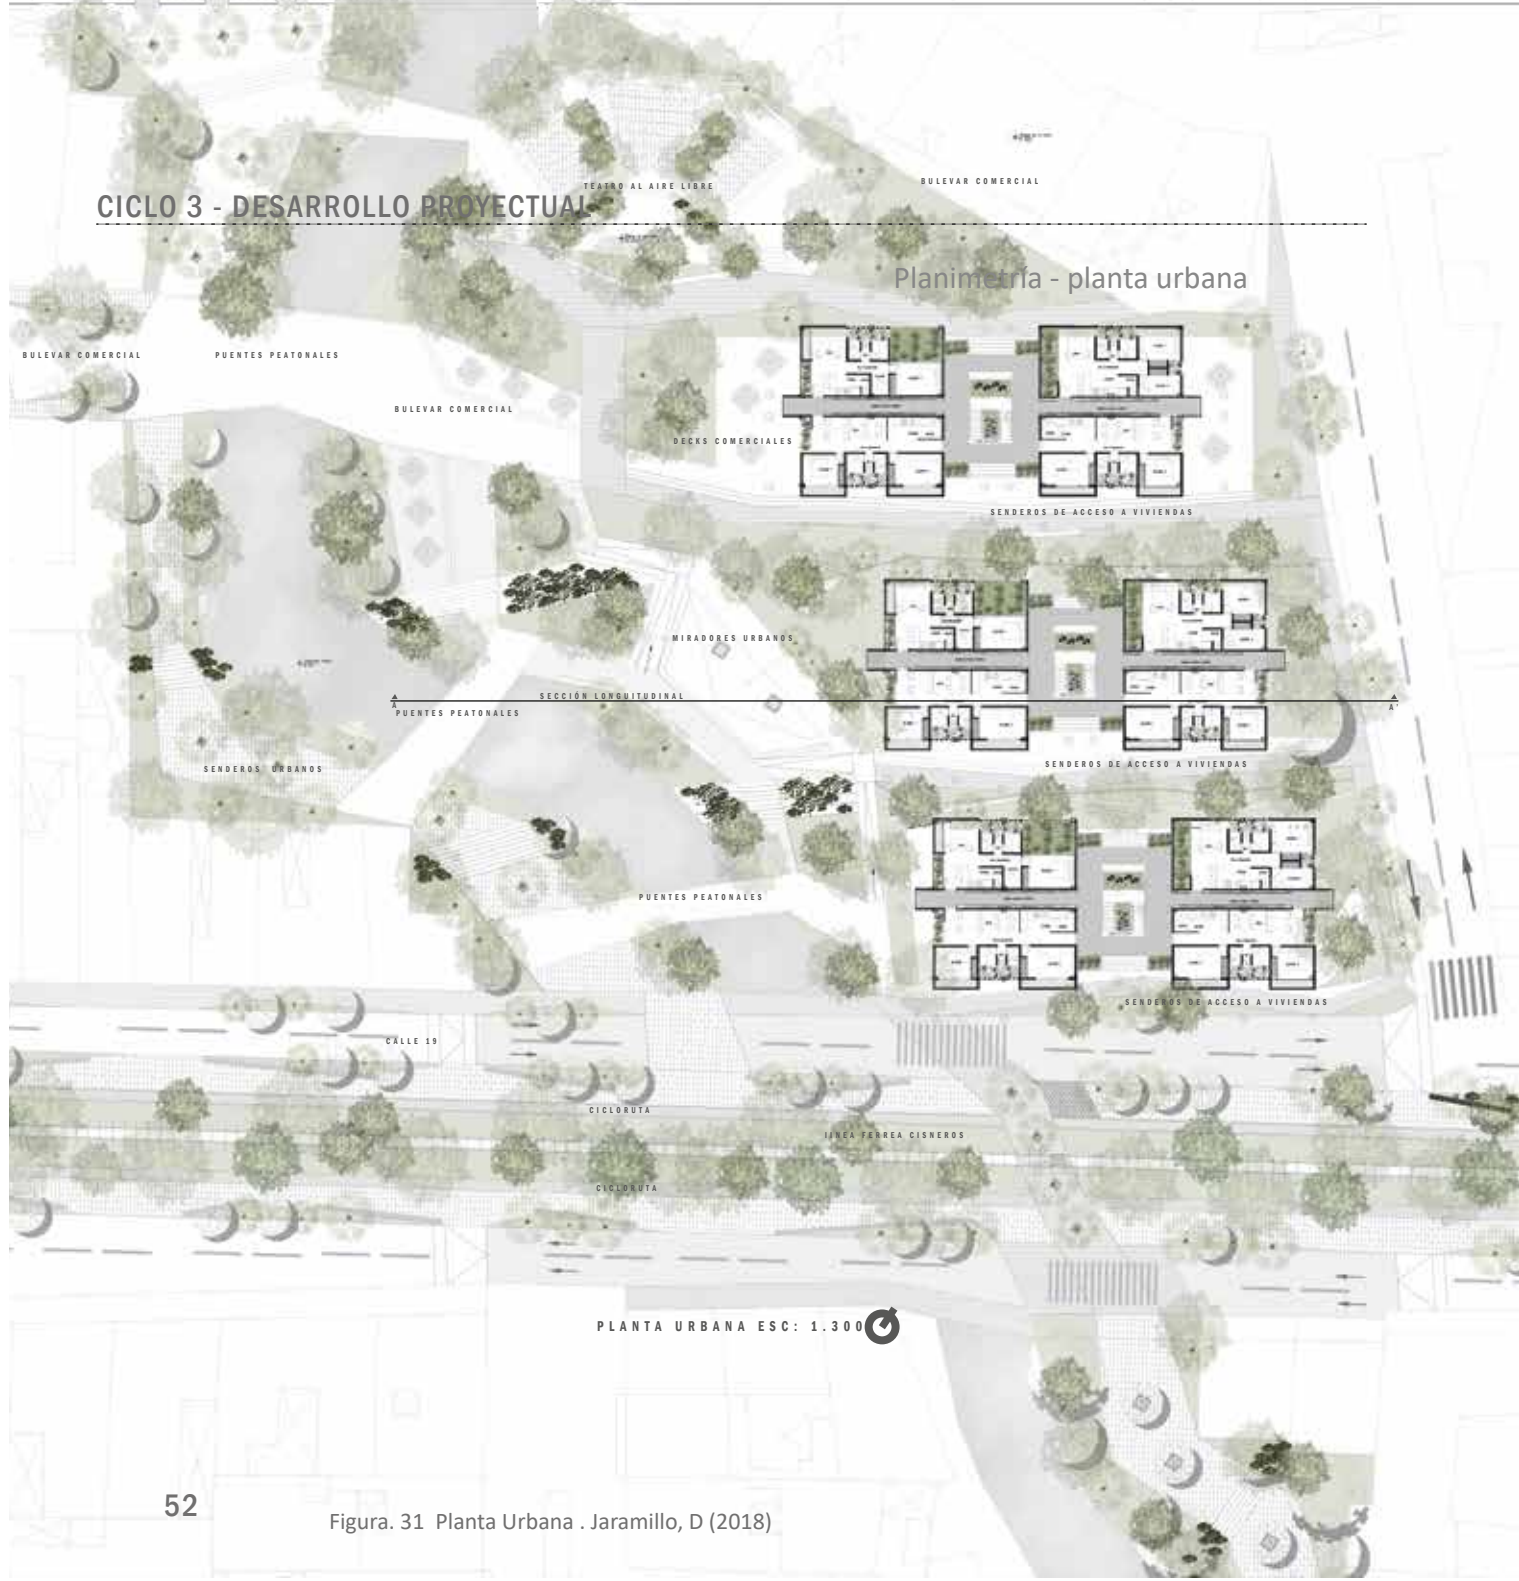 TEATRO AL AIRE LIBRE
BULEVAR COMERCIAL
CICLO 3 - DESARROLLO PROYECTUAL
Planimetría - planta urbana
BULEVAR COMERCIAL
PUENTES PEATONALES
BULEVAR COMERCIAL
DECKS COMERCIALES
SENDEROS DE ACCESO A VIVIENDAS
MIRADORES URBANOS
SECCIÓN LONGUITUDINAL
A
A'
PUENTES PEATONALES
SENDEROS URBANOS
SENDEROS DE ACCESO A VIVIENDAS
PUENTES PEATONALES
SENDEROS DE ACCESO A VIVIENDAS
CALLE 19
CICLORUTA
LINEA FERREA CISNEROS
CICLORUTA
PLANTA URBANA ESC: 1.300
52
Figura. 31 Planta Urbana . Jaramillo, D (2018)